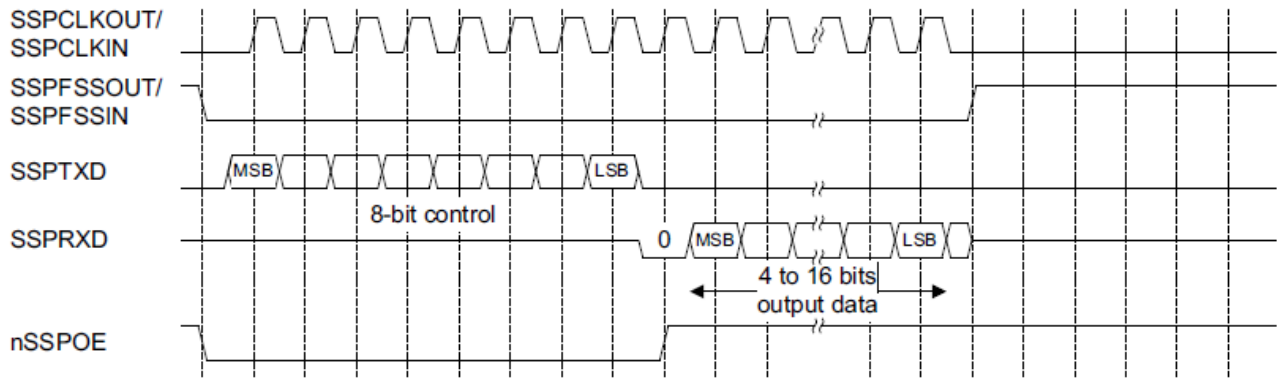 SSPCLKOUT/
SSPCLKIN
SSPFSSOUT/
SSPFSSIN
SSPTXD
MSB
LSB
8-bit control
SSPRXD
0
MSB
LSB
4 to 16 bits
output data
nSSPOE